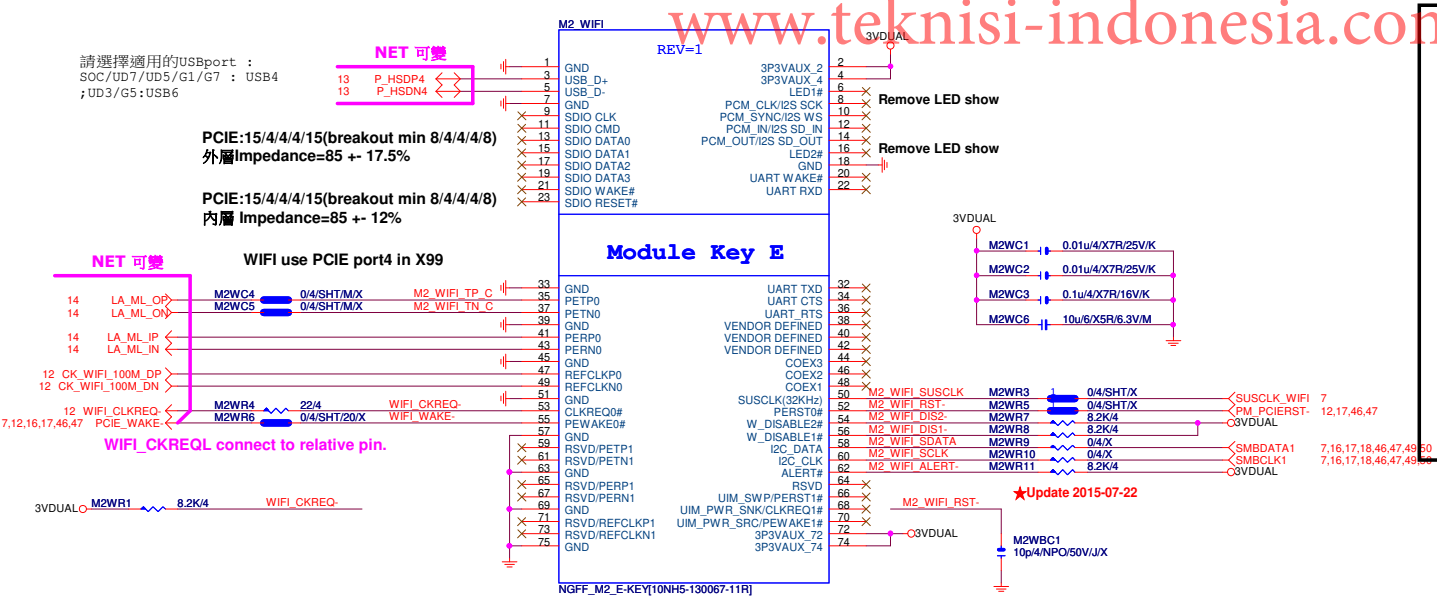 www.teknisi-indonesia.com
M2_WIFI
REV=1
3VDUAL
請選擇適用的USBport :
SOC/UD7/UD5/G1/G7 : USB4
;UD3/G5:USB6
NET 可變
13 P_HSDP4
13 P_HSDN4
1 GND
3 USB_D+
5 USB_D-
7 GND
9 SDIO CLK
11 SDIO CMD
13 SDIO DATA0
15 SDIO DATA1
17 SDIO DATA2
19 SDIO DATA3
21 SDIO WAKE#
23 SDIO RESET#
3P3VAUX_2 2
3P3VAUX_4 4
LED1# 6
PCM_CLK/I2S SCK 8
PCM_SYNC/I2S WS 10
PCM_IN/I2S SD_IN 12
PCM_OUT/I2S SD_OUT 14
LED2# 16
GND 18
UART WAKE# 20
UART RXD 22
Remove LED show
Remove LED show
PCIE:15/4/4/4/15(breakout min 8/4/4/4/8)
外層Impedance=85 +- 17.5%
PCIE:15/4/4/4/15(breakout min 8/4/4/4/8)
內層 Impedance=85 +- 12%
Module Key E
NET 可變
WIFI use PCIE port4 in X99
14 LA_ML_OP M2WC4 0/4/SHT/M/X M2_WIFI_TP_C
14 LA_ML_ON M2WC5 0/4/SHT/M/X M2_WIFI_TN_C
14 LA_ML_IP
14 LA_ML_IN
12 CK_WIFI_100M_DP
12 CK_WIFI_100M_DN
12 WIFI_CLKREQ- M2WR4 22/4 WIFI_CKREQ-
7,12,16,17,46,47 PCIE_WAKE- M2WR6 0/4/SHT/20/X WIFI_WAKE-
WIFI_CKREQL connect to relative pin.
3VDUAL M2WR1 8.2K/4 WIFI_CKREQ-
33 GND
35 PETP0
37 PETN0
39 GND
41 PERP0
43 PERN0
45 GND
47 REFCLKP0
49 REFCLKN0
51 GND
53 CLKREQ0#
55 PEWAKE0#
57 GND
59 RSVD/PETP1
61 RSVD/PETN1
63 GND
65 RSVD/PERP1
67 RSVD/PERN1
69 GND
71 RSVD/REFCLKP1
73 RSVD/REFCLKN1
75 GND
UART TXD 32
UART CTS 34
UART_RTS 36
VENDOR DEFINED 38
VENDOR DEFINED 40
VENDOR DEFINED 42
COEX3 44
COEX2 46
COEX1 48
SUSCLK(32KHz) 50
PERST0# 52
W_DISABLE2# 54
W_DISABLE1# 56
I2C_DATA 58
I2C_CLK 60
ALERT# 62
RSVD 64
UIM_SWP/PERST1# 66
UIM_PWR_SNK/CLKREQ1# 68
UIM_PWR_SRC/PEWAKE1# 70
3P3VAUX_72 72
3P3VAUX_74 74
3VDUAL
NGFF_M2_E-KEY[10NH5-130067-11R]
3VDUAL
M2WC1 0.01u/4/X7R/25V/K
M2WC2 0.01u/4/X7R/25V/K
M2WC3 0.1u/4/X7R/16V/K
M2WC6 10u/6/X5R/6.3V/M
M2_WIFI_SUSCLK M2WR3 1 0/4/SHT/X SUSCLK_WIFI 7
M2_WIFI_RST- M2WR5 0/4/SHT/X PM_PCIERST- 12,17,46,47
M2_WIFI_DIS2- M2WR7 8.2K/4 3VDUAL
M2_WIFI_DIS1- M2WR8 8.2K/4
M2_WIFI_SDATA M2WR9 0/4/X SMBDATA1 7,16,17,18,46,47,49,50
M2_WIFI_SCLK M2WR10 0/4/X SMBCLK1 7,16,17,18,46,47,49,50
M2_WIFI_ALERT- M2WR11 8.2K/4 3VDUAL
★Update 2015-07-22
M2_WIFI_RST-
M2WBC1
10p/4/NPO/50V/J/X